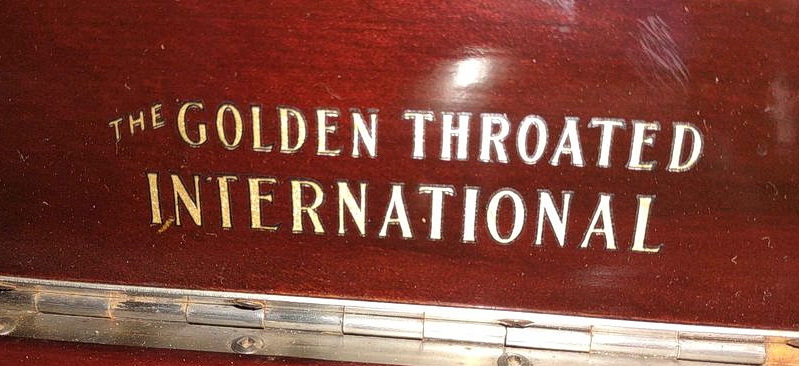 THE GOLDEN THROATED
INTERNATIONAL